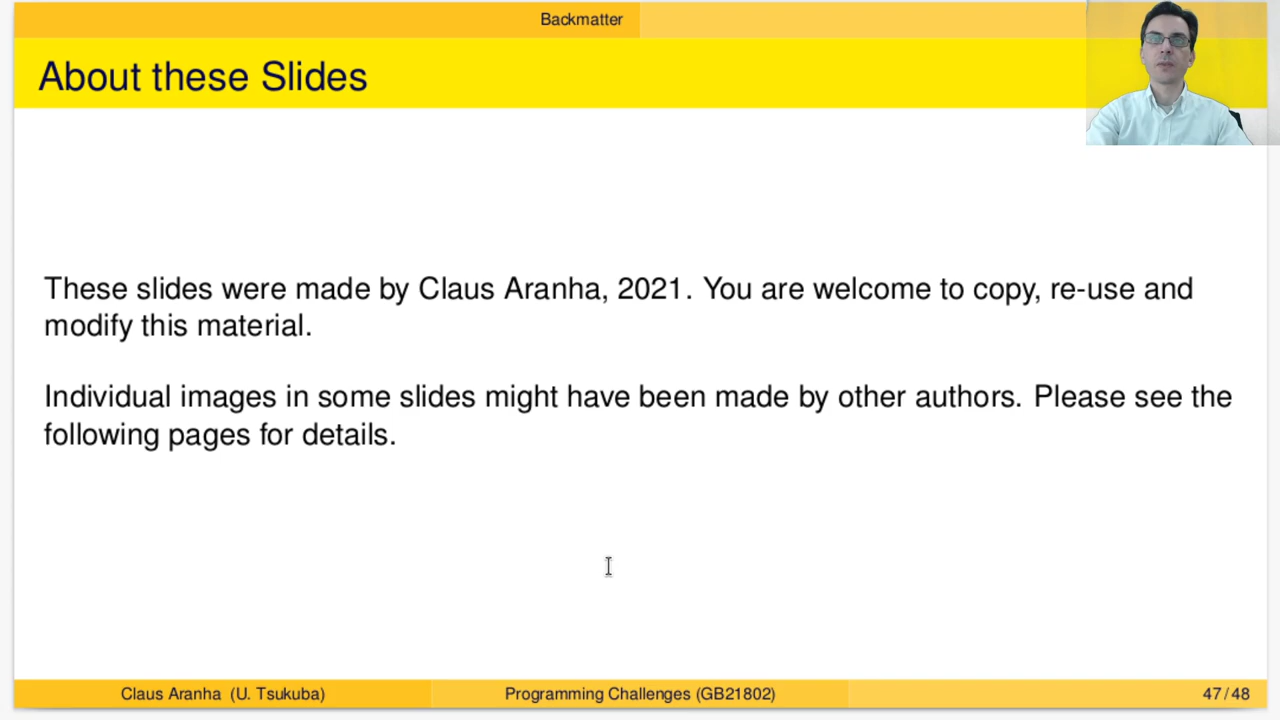 Backmatter
About these Slides
These slides were made by Claus Aranha, 2021. You are welcome to copy, re-use and
modify this material.
Individual images in some slides might have been made by other authors. Please see the
following pages for details.
Claus Aranha (U. Tsukuba)
Programming Challenges (GB21802)
47 / 48